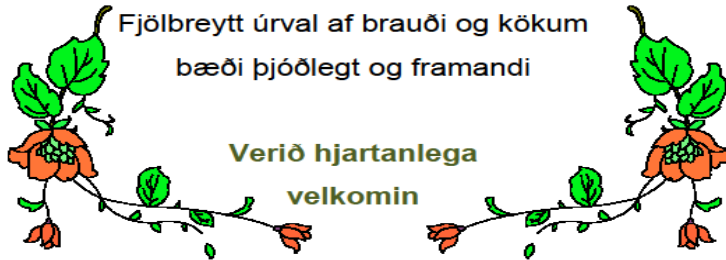 Fjölbreytt úrval af brauði og kökum
bæði þjóðlegt og framandi
Verið hjartanlega
velkomin